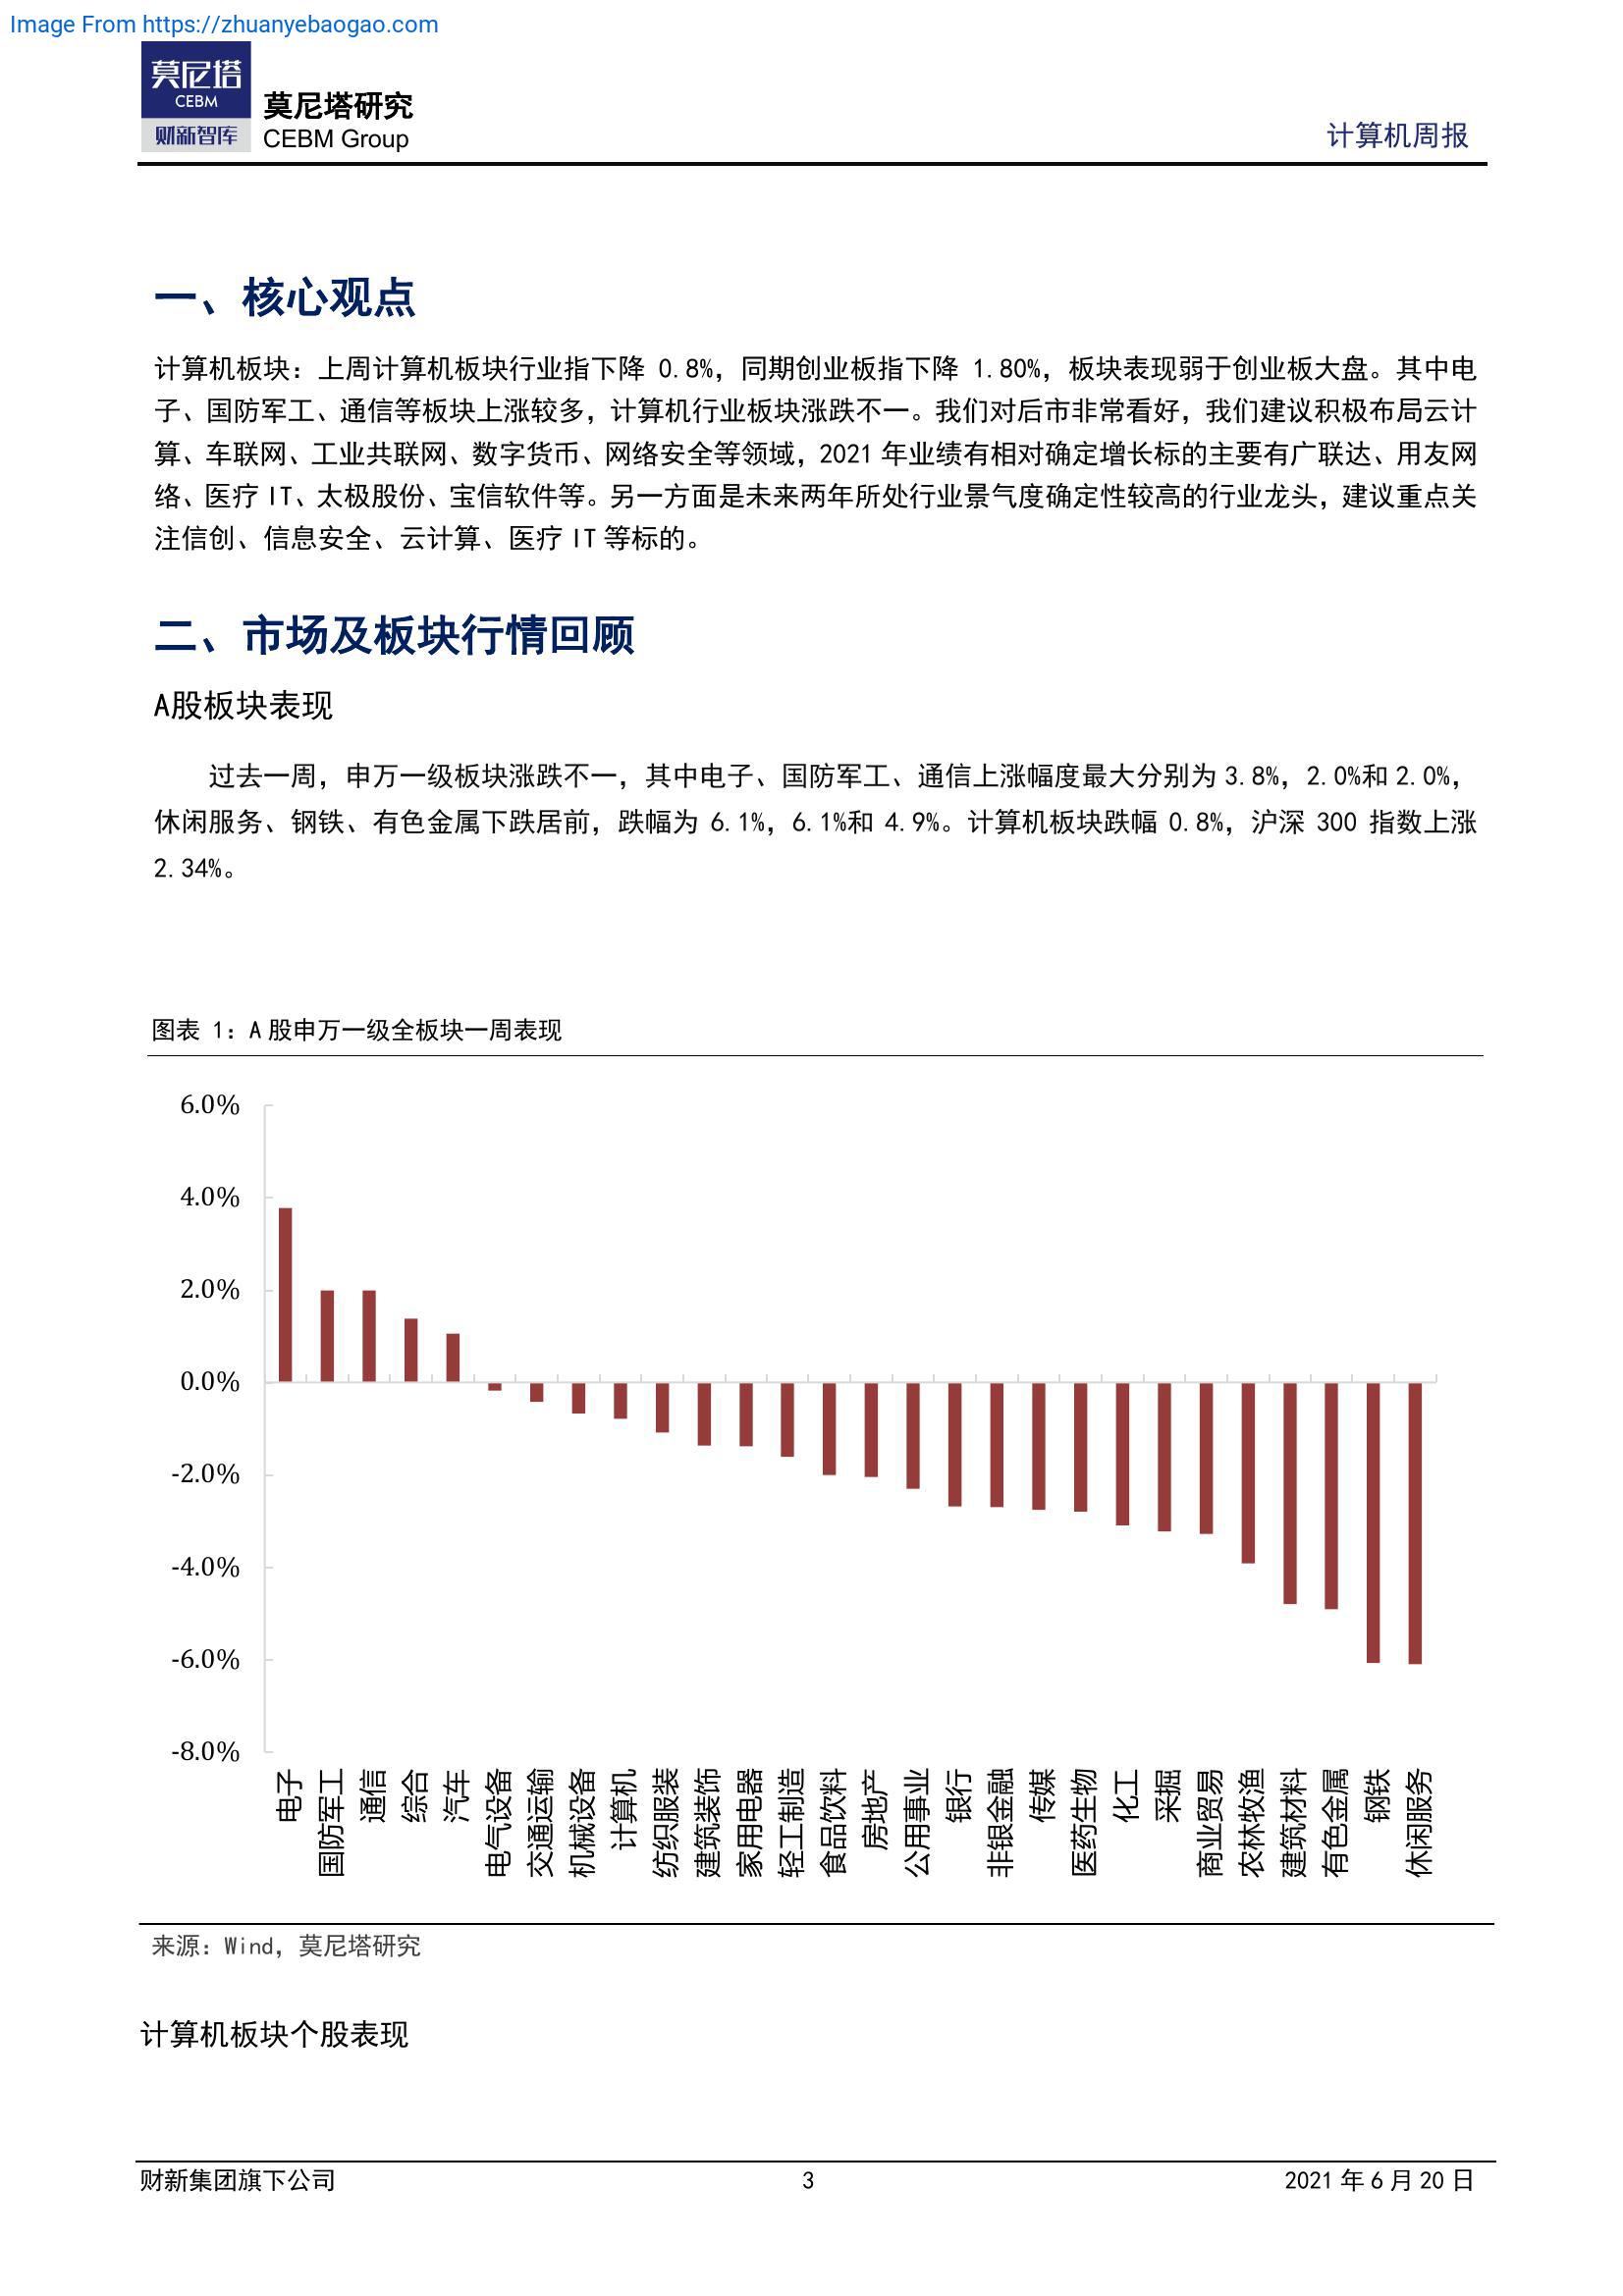 Image From https://zhuanyebaogao.com
莫尼塔
CEBM
财新智库
莫尼塔研究
CEBM Group
计算机周报
一、核心观点
计算机板块：上周计算机板块行业指下降 0.8%，同期创业板指下降 1.80%，板块表现弱于创业板大盘。其中电
子、国防军工、通信等板块上涨较多，计算机行业板块涨跌不一。我们对后市非常看好，我们建议积极布局云计
算、车联网、工业共联网、数字货币、网络安全等领域，2021 年业绩有相对确定增长标的主要有广联达、用友网
络、医疗 IT、太极股份、宝信软件等。另一方面是未来两年所处行业景气度确定性较高的行业龙头，建议重点关
注信创、信息安全、云计算、医疗 IT 等标的。
二、市场及板块行情回顾
A股板块表现
过去一周，申万一级板块涨跌不一，其中电子、国防军工、通信上涨幅度最大分别为 3.8%，2.0%和 2.0%，
休闲服务、钢铁、有色金属下跌居前，跌幅为 6.1%，6.1%和 4.9%。计算机板块跌幅 0.8%，沪深 300 指数上涨
2.34%。
图表 1：A 股申万一级全板块一周表现
6.0%
4.0%
2.0%
0.0%
-2.0%
-4.0%
-6.0%
-8.0%
电子
国防军工
通信
综合
汽车
电气设备
交通运输
机械设备
计算机
纺织服装
建筑装饰
家用电器
轻工制造
食品饮料
房地产
公用事业
银行
非银金融
传媒
医药生物
化工
采掘
商业贸易
农林牧渔
建筑材料
有色金属
钢铁
休闲服务
来源：Wind，莫尼塔研究
计算机板块个股表现
财新集团旗下公司
3
2021 年 6 月 20 日